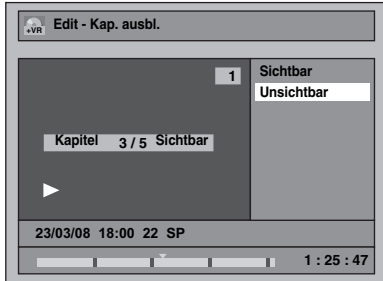 +VR Edit - Kap. ausbl.
1
Sichtbar
Unsichtbar
Kapitel 3 / 5 Sichtbar
23/03/08 18:00 22 SP
1 : 25 : 47